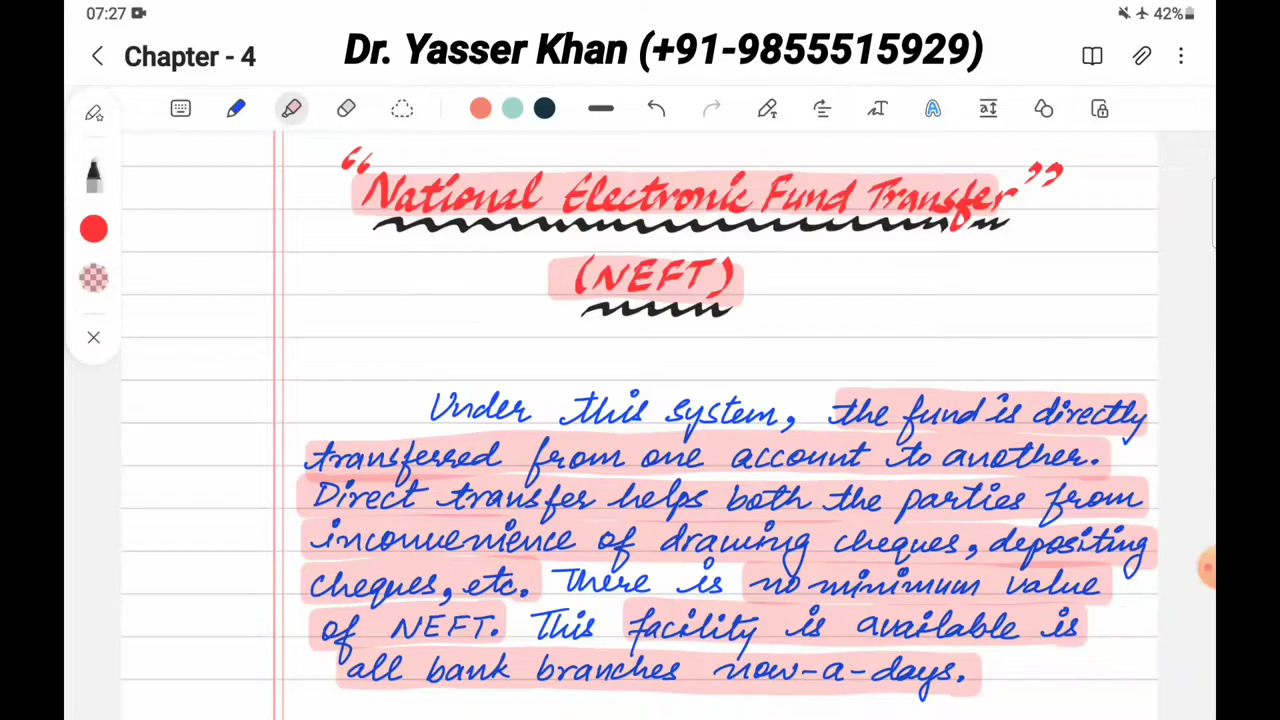 07:27
42%
Chapter - 4
Dr. Yasser Khan (+91-9855515929)
"National Electronic Fund Transfer"
(NEFT)
Under this system, the fund is directly
transferred from one account to another.
Direct transfer helps both the parties from
inconvenience of drawing cheques, depositing
cheques, etc. There is no minimum value
of NEFT. This facility is available is
all bank branches now-a-days.